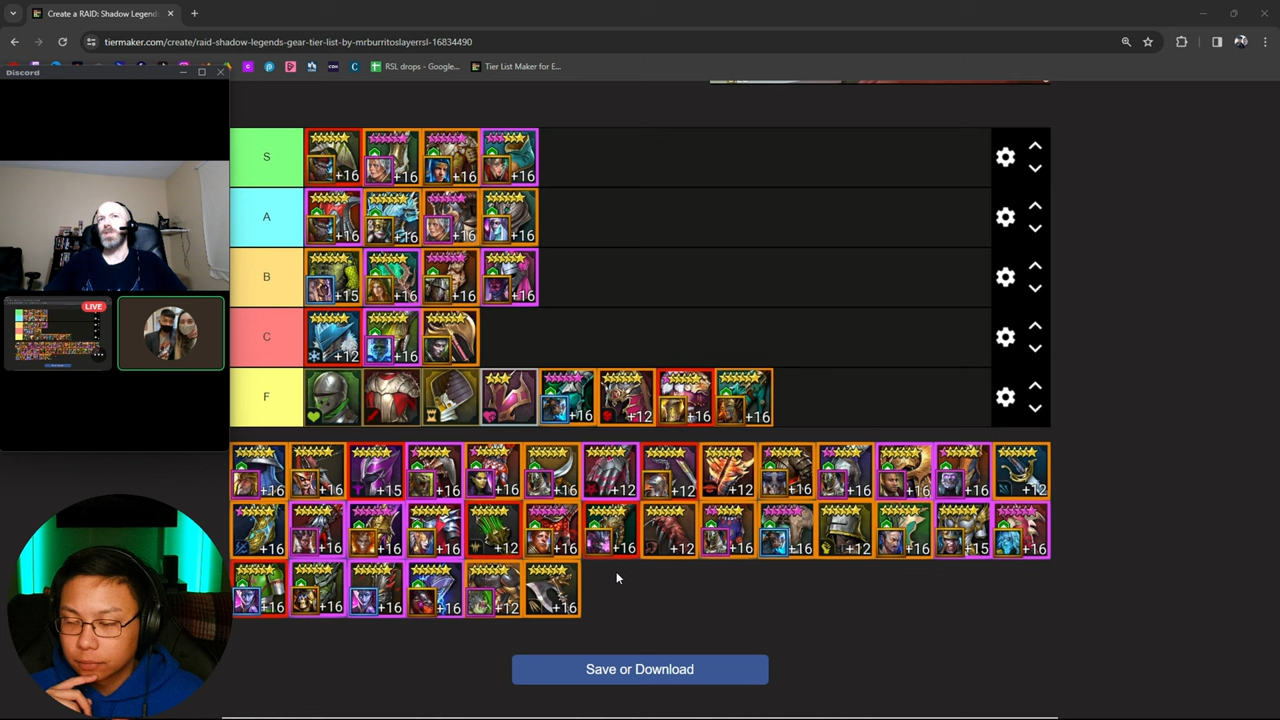 Create a RAID: Shadow Legend
tiermaker.com/create/raid-shadow-legends-gear-tier-list-by-mrburritoslayerrsl-16834490
RSL drops - Google...
Tier List Maker for E...
Discord
LIVE
S
+16 +16 +16 +16
A
+16 +16 +16 +16
B
+15 +16 +16 +16
C
+12 +16
F
+16 +12 +16 +16
+16 +16 +15 +16 +16 +16 +12 +12 +12 +16 +16 +16 +16 +12
+16 +16 +16 +16 +12 +16 +16 +12 +16 +16 +12 +16 +15 +16
+16 +16 +16 +16 +12 +16
Save or Download